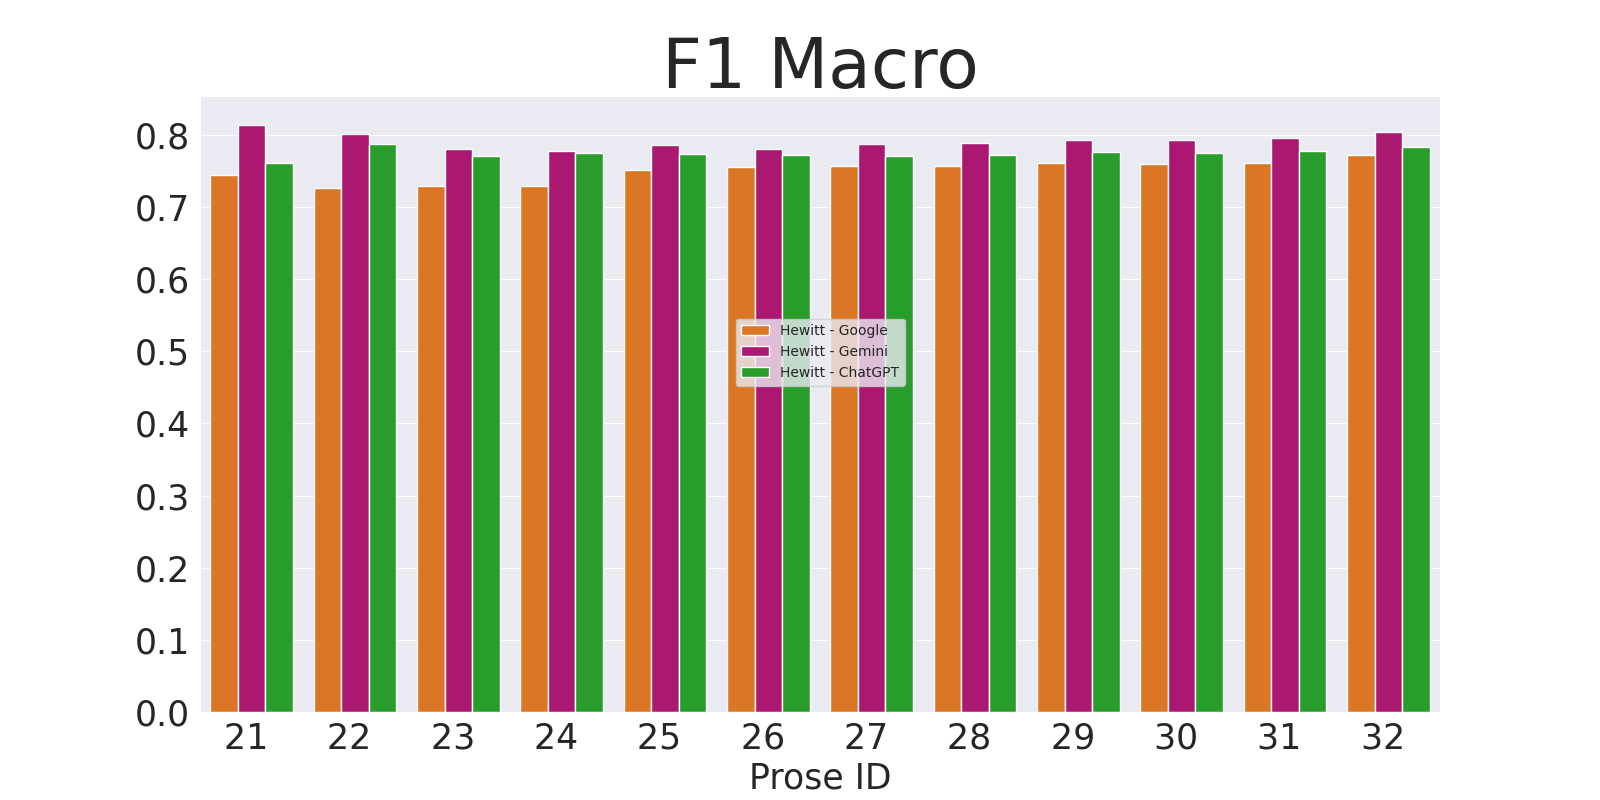 F1 Macro
0.8
0.7
0.6
0.5
0.4
0.3
0.2
0.1
0.0
Hewitt - Google
Hewitt - Gemini
Hewitt - ChatGPT
21 22 23 24 25 26 27 28 29 30 31 32
Prose ID